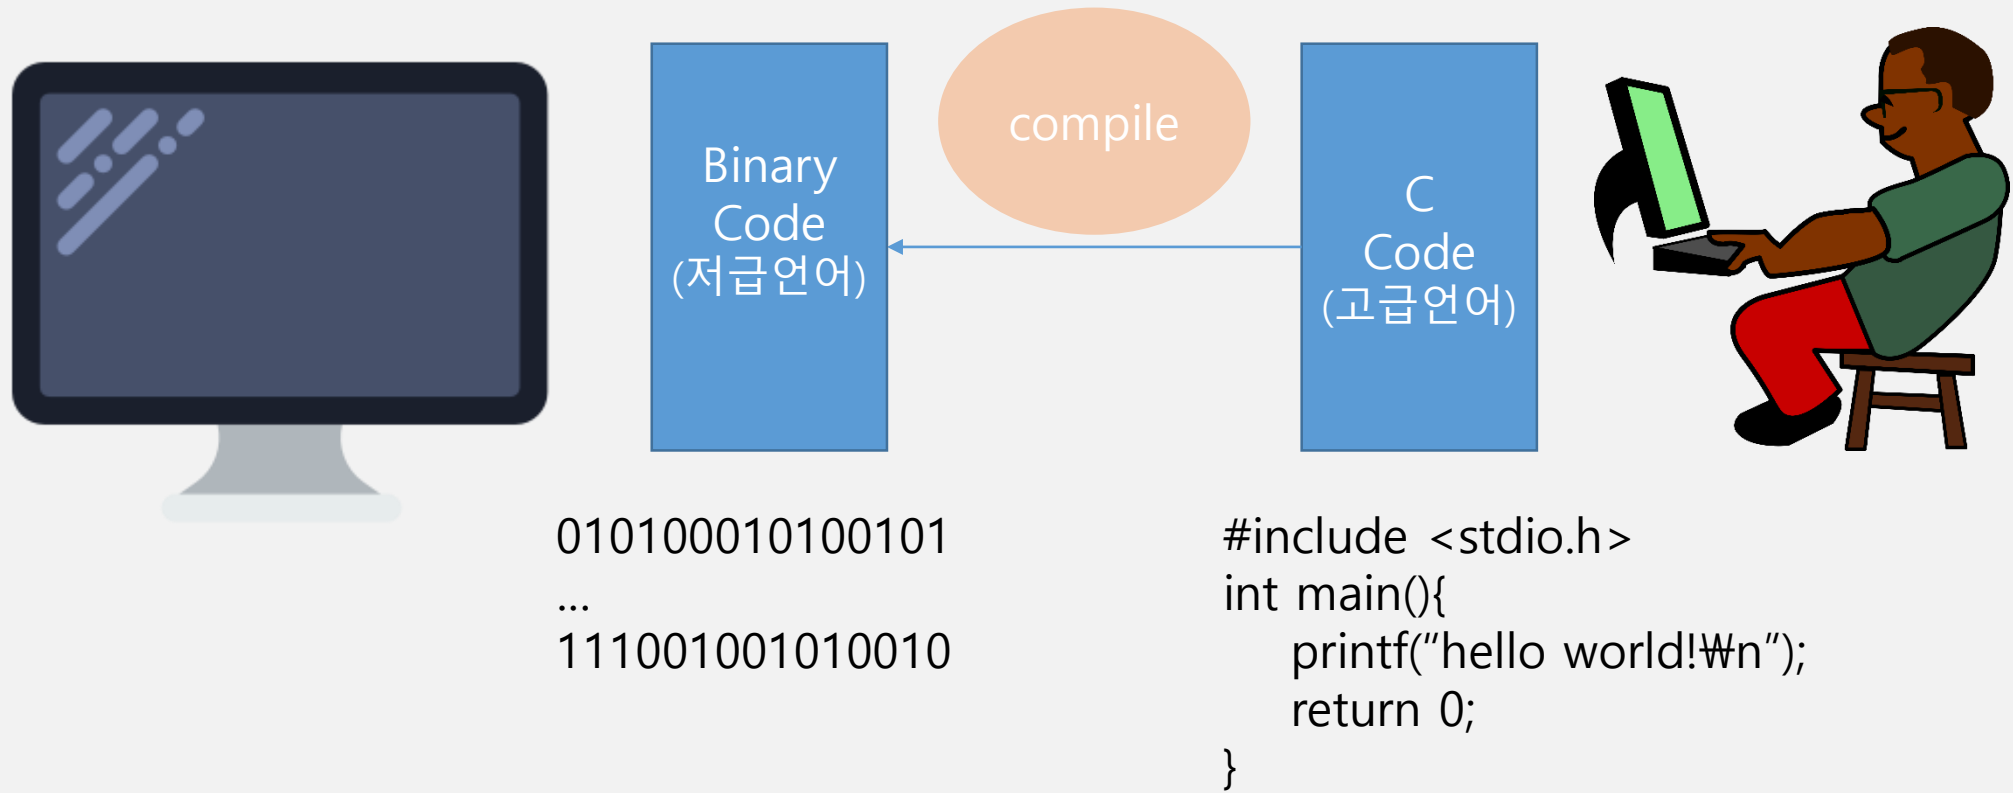 Binary
Code
(저급언어)
compile
C
Code
(고급언어)
010100010100101
...
111001001010010
#include <stdio.h>
int main(){
printf(“hello world!₩n”);
return 0;
}